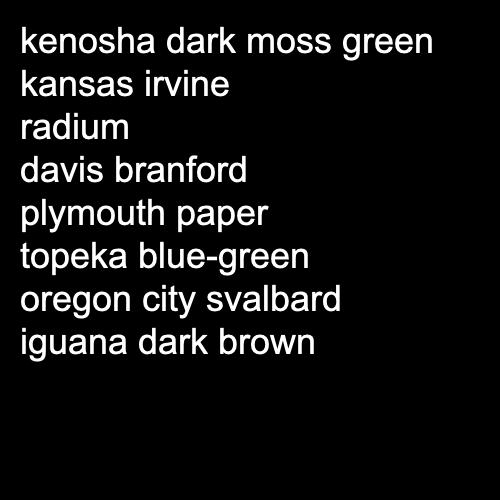 kenosha dark moss green
kansas irvine
radium
davis branford
plymouth paper
topeka blue-green
oregon city svalbard
iguana dark brown